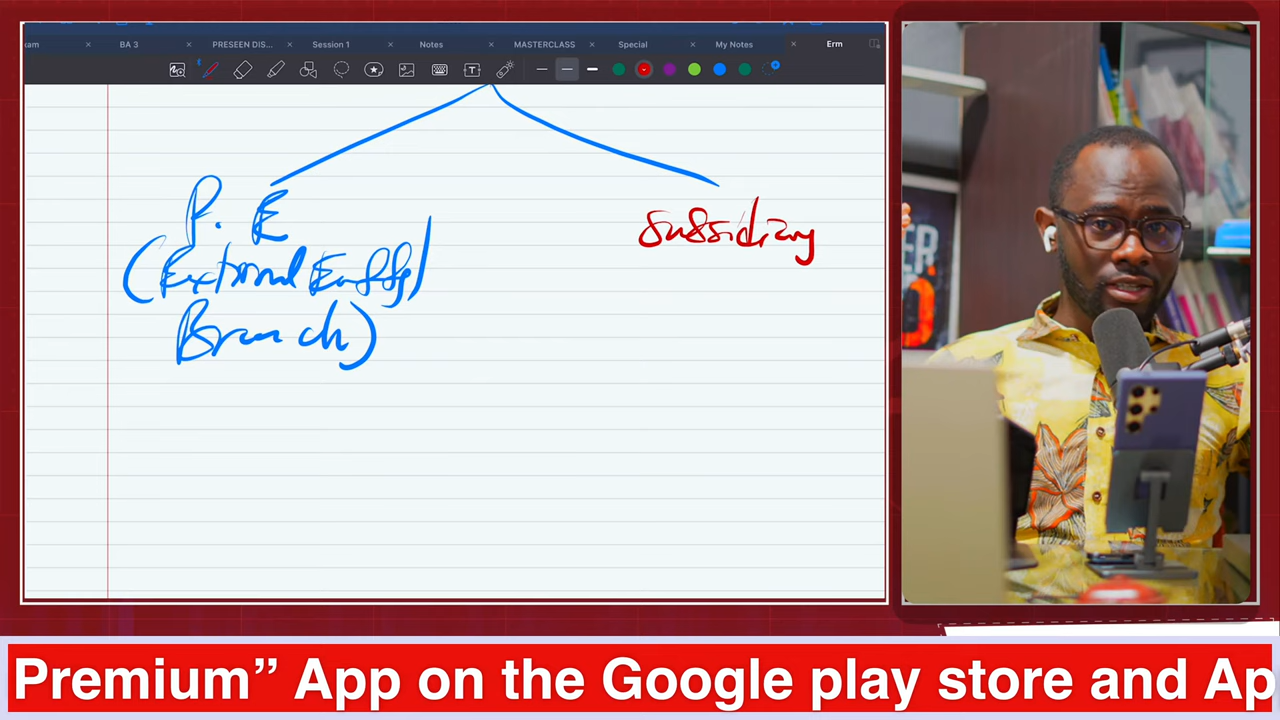 am BA 3 PRESEEN DIS... Session 1 Notes MASTERCLASS Special My Notes Erm
P. E
(External Entity)
Branch)
Subsidiary
Premium” App on the Google play store and Ap